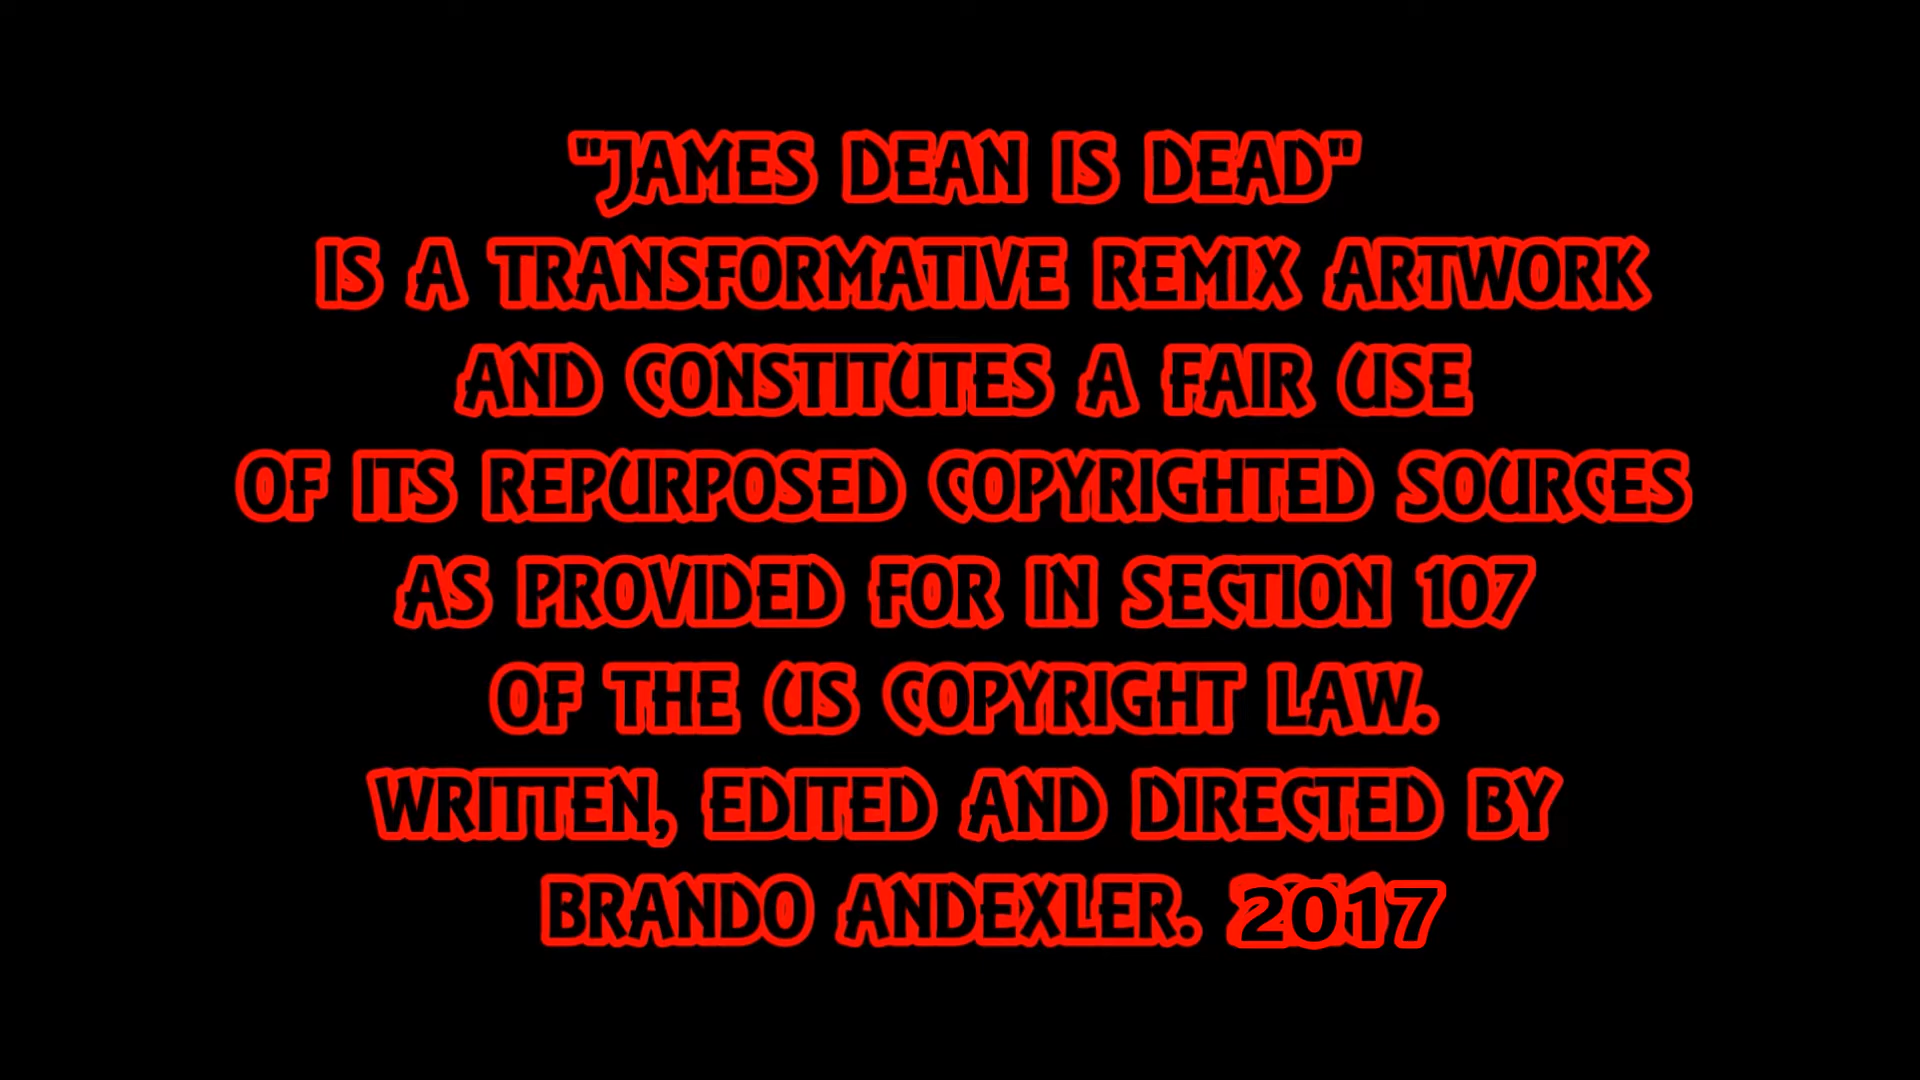 "JAMES DEAN IS DEAD"
IS A TRANSFORMATIVE REMIX ARTWORK
AND CONSTITUTES A FAIR USE
OF ITS REPURPOSED COPYRIGHTED SOURCES
AS PROVIDED FOR IN SECTION 107
OF THE US COPYRIGHT LAW.
WRITTEN, EDITED AND DIRECTED BY
BRANDO ANDEXLER. 2017